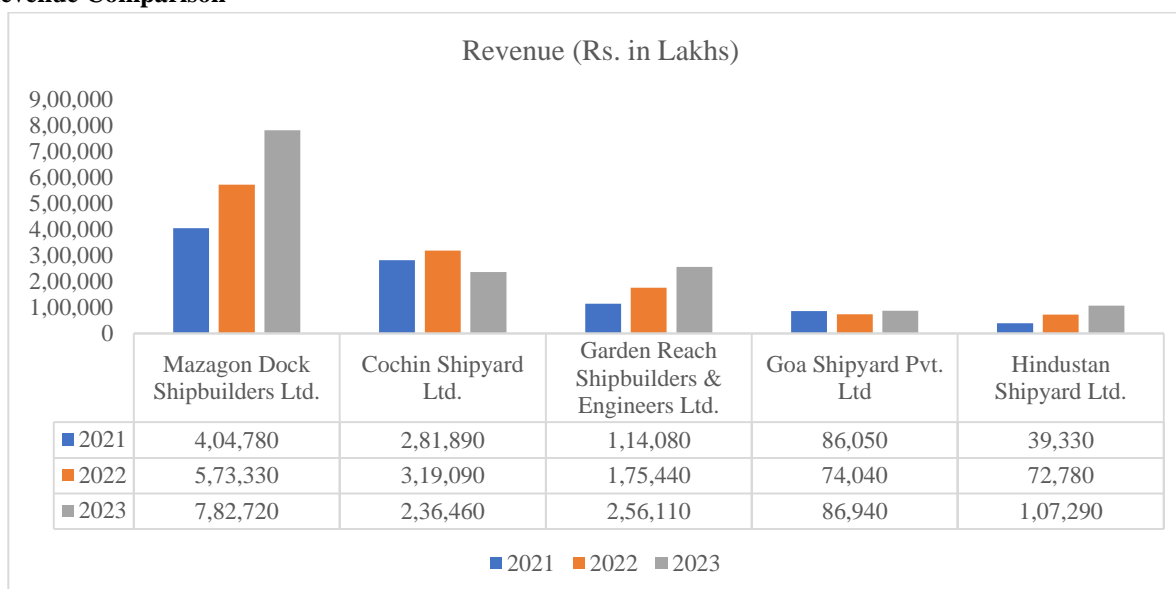 Revenue (Rs. in Lakhs)
9,00,000
8,00,000
7,00,000
6,00,000
5,00,000
4,00,000
3,00,000
2,00,000
1,00,000
0
Mazagon Dock Shipbuilders Ltd.
Cochin Shipyard Ltd.
Garden Reach Shipbuilders & Engineers Ltd.
Goa Shipyard Pvt. Ltd
Hindustan Shipyard Ltd.
2021 4,04,780 2,81,890 1,14,080 86,050 39,330
2022 5,73,330 3,19,090 1,75,440 74,040 72,780
2023 7,82,720 2,36,460 2,56,110 86,940 1,07,290
2021 2022 2023